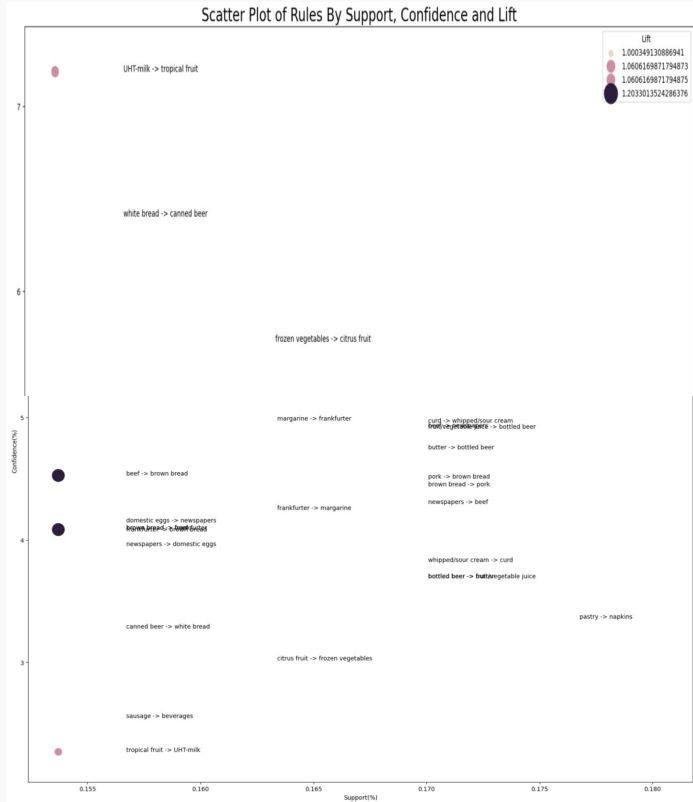 Scatter Plot of Rules By Support, Confidence and Lift
Lift
1.000349130886941
1.0606169871794873
1.0606169871794875
1.2033013524286376
UHT-milk -> tropical fruit
7
white bread -> canned beer
6
frozen vegetables -> citrus fruit
5
margarine -> frankfurter
curd -> whipped/sour cream
fruit/vegetable juice -> bottled beer
butter -> bottled beer
Confidence(%)
beef -> brown bread
pork -> brown bread
brown bread -> pork
newspapers -> beef
frankfurter -> margarine
domestic eggs -> newspapers
4
newspapers -> domestic eggs
whipped/sour cream -> curd
bottled beer -> fruit/vegetable juice
pastry -> napkins
canned beer -> white bread
3
citrus fruit -> frozen vegetables
sausage -> beverages
tropical fruit -> UHT-milk
0.155
0.160
0.165
0.170
0.175
0.180
Support(%)